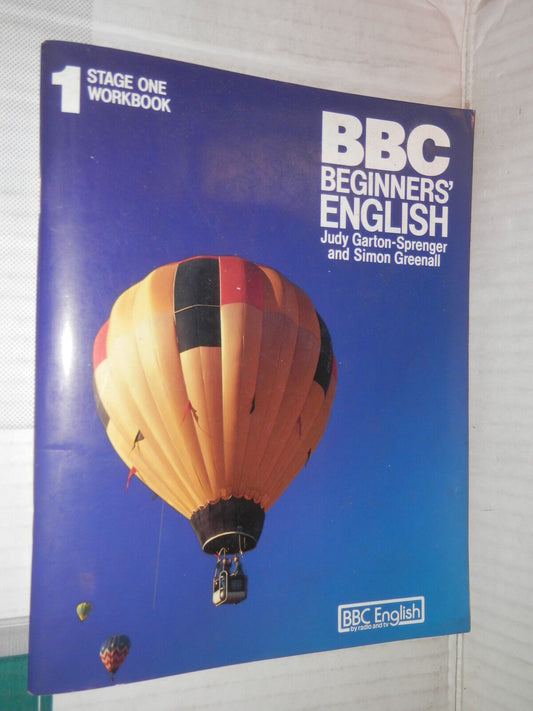 1
STAGE ONE
WORKBOOK
BBC
BEGINNERS'
ENGLISH
Judy Garton-Sprenger
and Simon Greenall
BBC English
by radio and tv